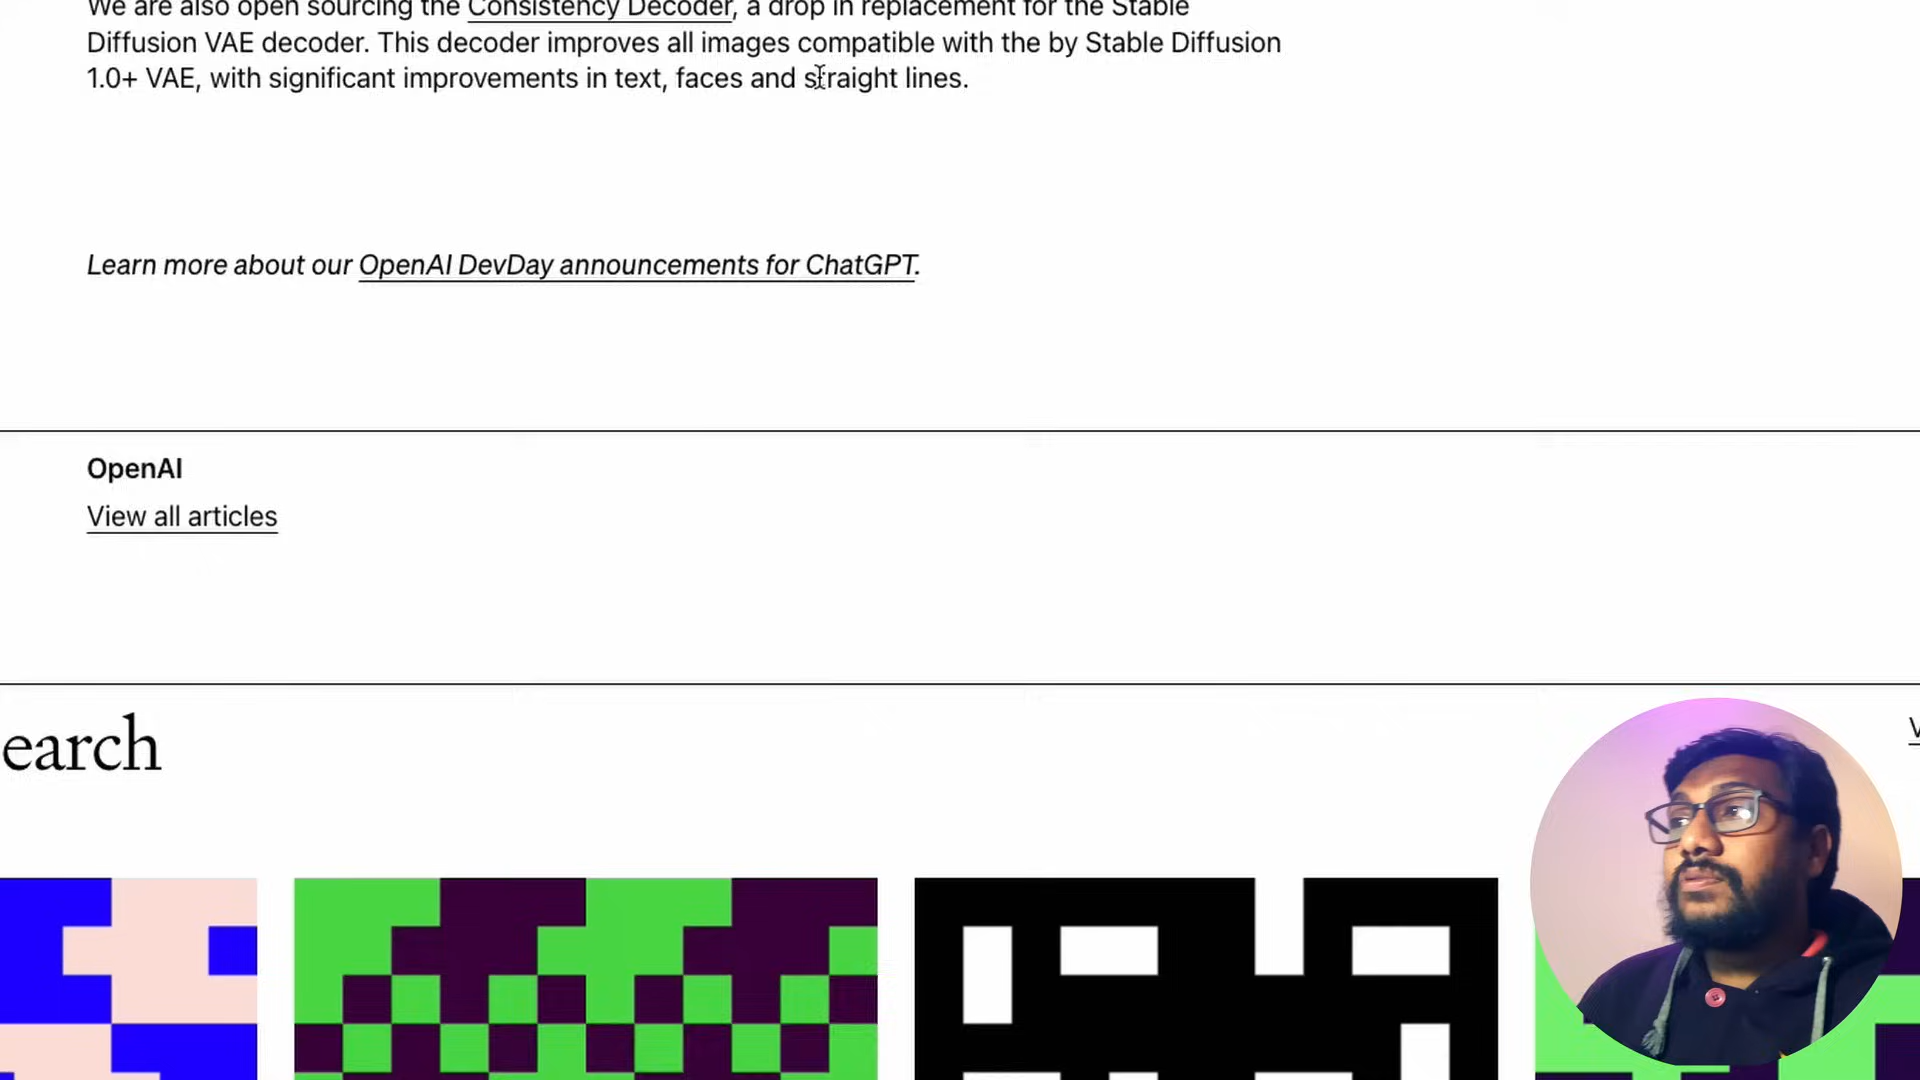 We are also open sourcing the Consistency Decoder, a drop in replacement for the Stable
Diffusion VAE decoder. This decoder improves all images compatible with the by Stable Diffusion
1.0+ VAE, with significant improvements in text, faces and straight lines.
Learn more about our OpenAI DevDay announcements for ChatGPT.
OpenAI
View all articles
earch